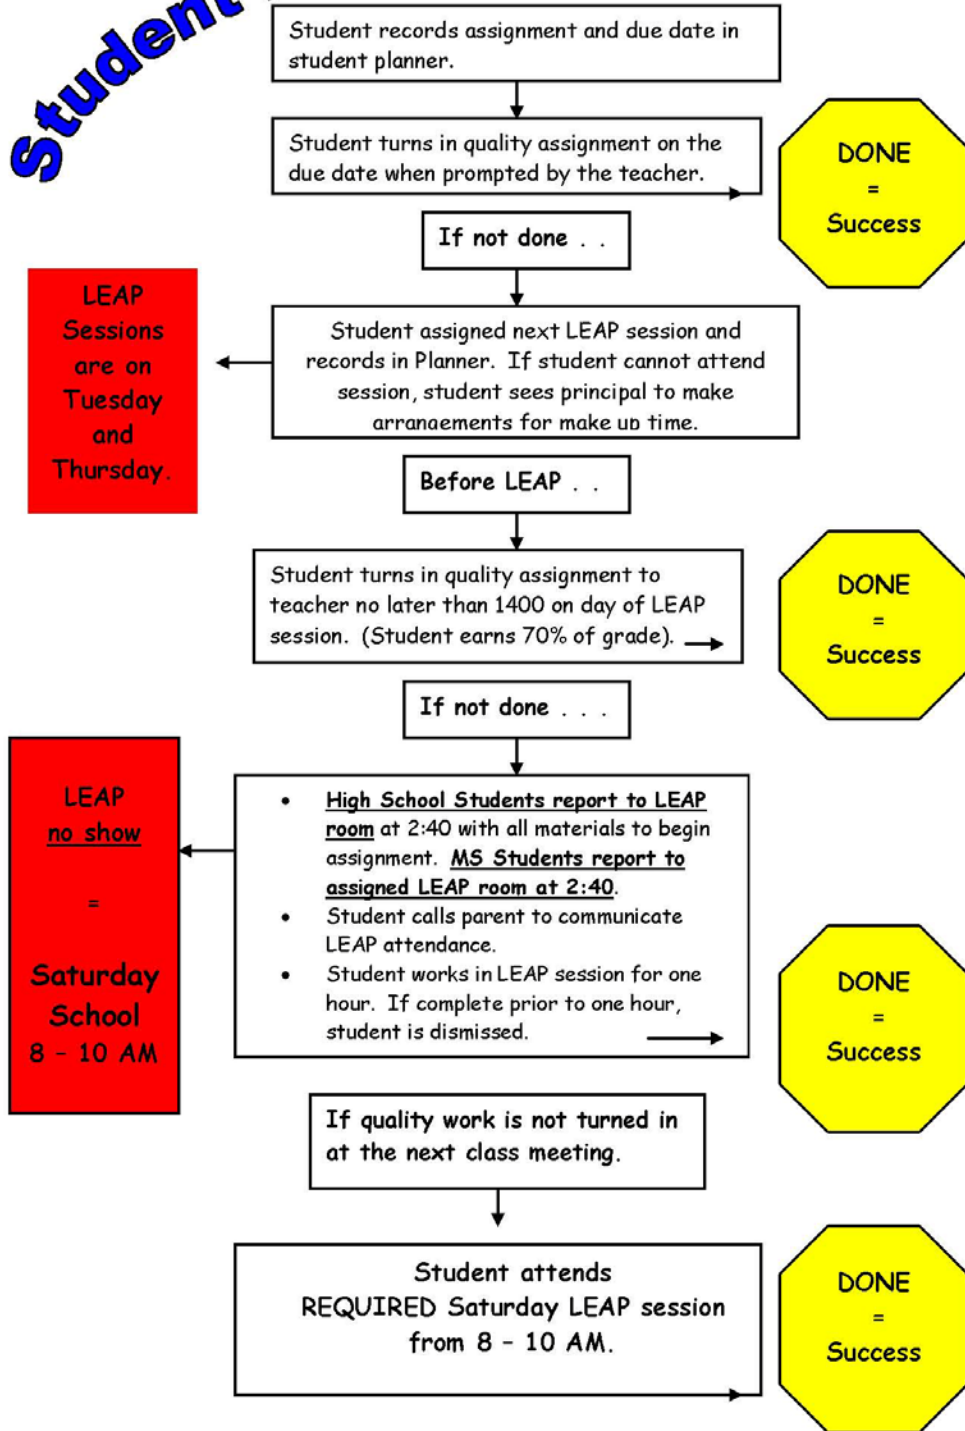 Student
Student records assignment and due date in
student planner.
Student turns in quality assignment on the
due date when prompted by the teacher.
DONE
=
Success
If not done . .
LEAP
Sessions
are on
Tuesday
and
Thursday.
Student assigned next LEAP session and
records in Planner. If student cannot attend
session, student sees principal to make
arrangements for make up time.
Before LEAP . .
Student turns in quality assignment to
teacher no later than 1400 on day of LEAP
session. (Student earns 70% of grade).
DONE
=
Success
If not done . . .
LEAP
no show
=
Saturday
School
8 - 10 AM
• High School Students report to LEAP
room at 2:40 with all materials to begin
assignment. MS Students report to
assigned LEAP room at 2:40.
• Student calls parent to communicate
LEAP attendance.
• Student works in LEAP session for one
hour. If complete prior to one hour,
student is dismissed.
DONE
=
Success
If quality work is not turned in
at the next class meeting.
Student attends
REQUIRED Saturday LEAP session
from 8 - 10 AM.
DONE
=
Success